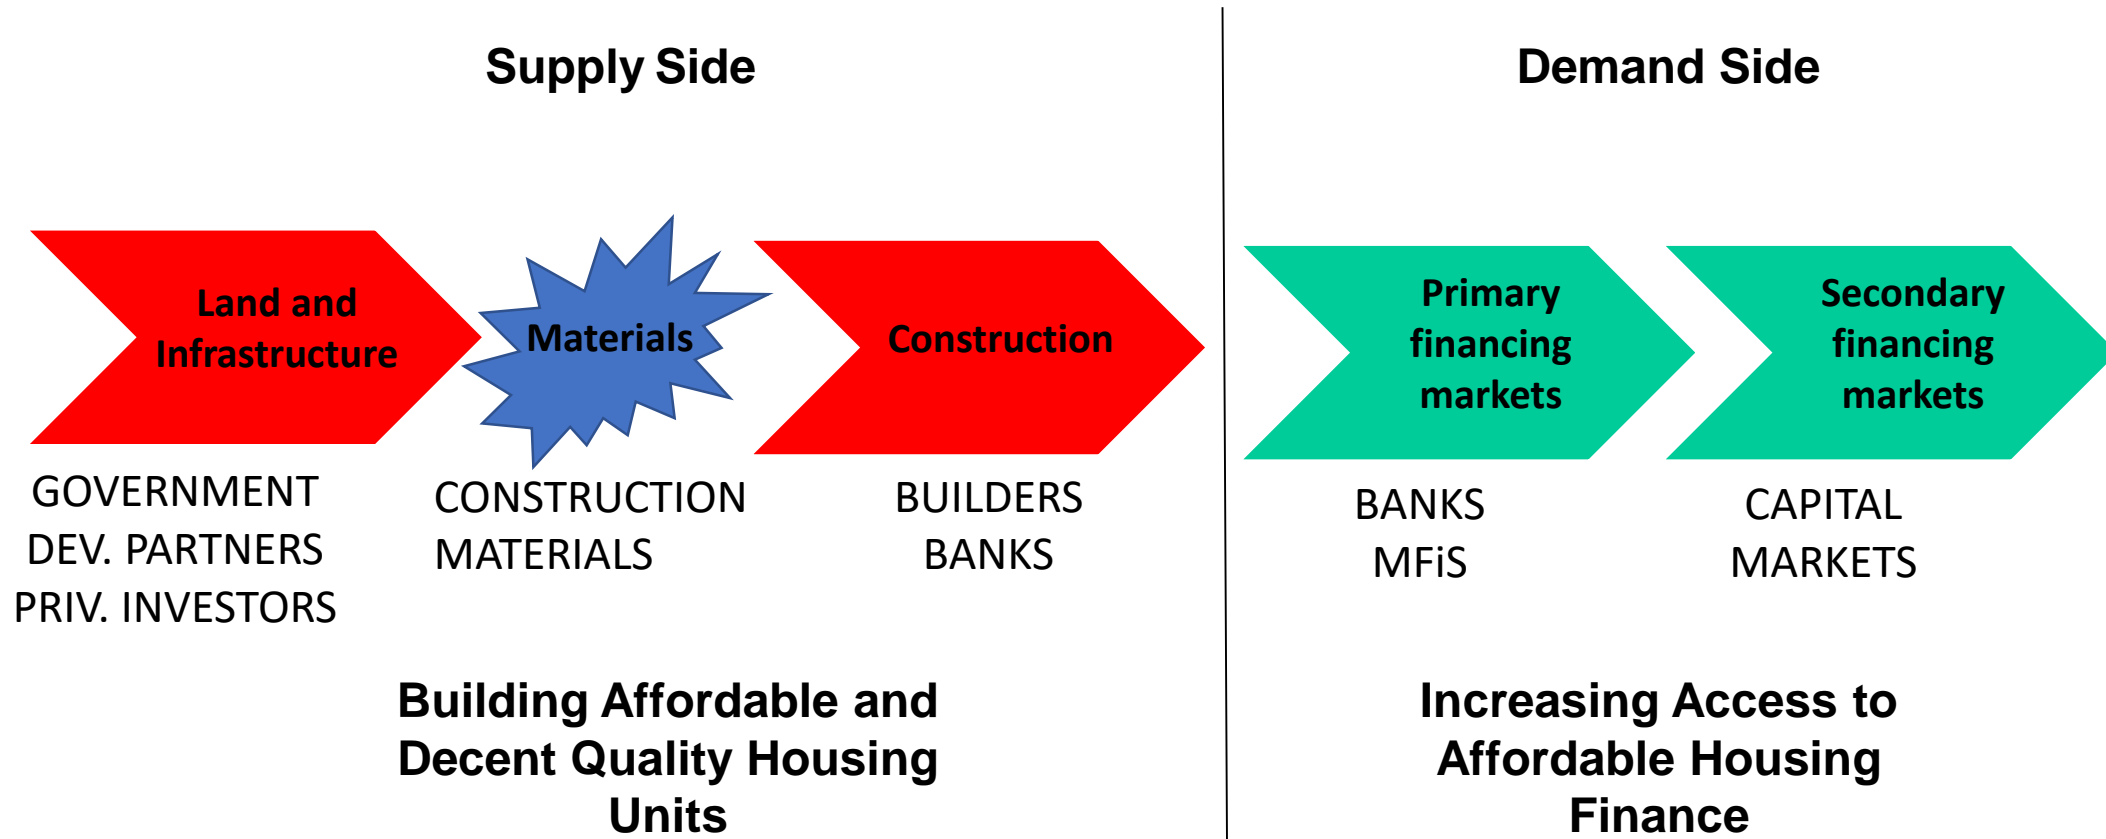 Supply Side
Demand Side
Land and
Infrastructure
Materials
Construction
Primary
financing
markets
Secondary
financing
markets
GOVERNMENT
DEV. PARTNERS
PRIV. INVESTORS
CONSTRUCTION
MATERIALS
BUILDERS
BANKS
BANKS
MFiS
CAPITAL
MARKETS
Building Affordable and
Decent Quality Housing
Units
Increasing Access to
Affordable Housing
Finance